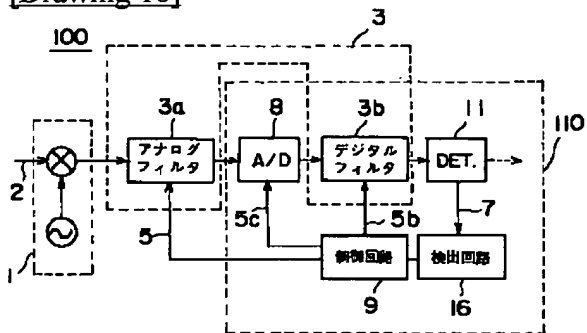 [Drawing 10]
100
3
3a
8
3b
11
110
アナログ
フィルタ
A/D
デジタル
フィルタ
DET.
2
5c
5b
7
5
制御回路
検出回路
1
9
16